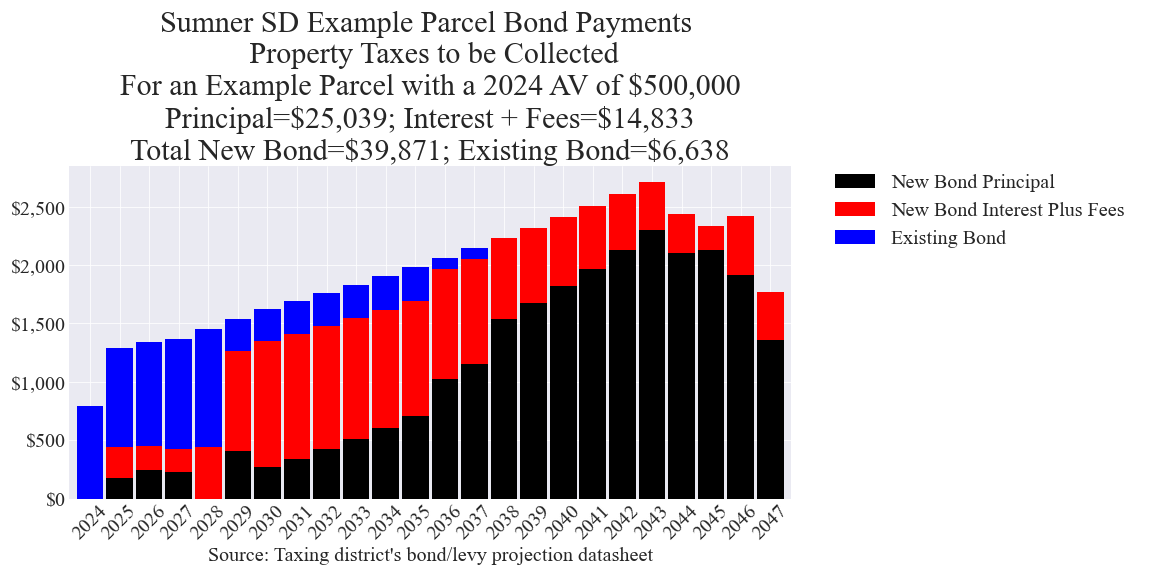 Sumner SD Example Parcel Bond Payments
Property Taxes to be Collected
For an Example Parcel with a 2024 AV of $500,000
Principal=$25,039; Interest + Fees=$14,833
Total New Bond=$39,871; Existing Bond=$6,638
New Bond Principal
New Bond Interest Plus Fees
Existing Bond
$2,500
$2,000
$1,500
$1,000
$500
$0
2024 2025 2026 2027 2028 2029 2030 2031 2032 2033 2034 2035 2036 2037 2038 2039 2040 2041 2042 2043 2044 2045 2046 2047
Source: Taxing district's bond/levy projection datasheet